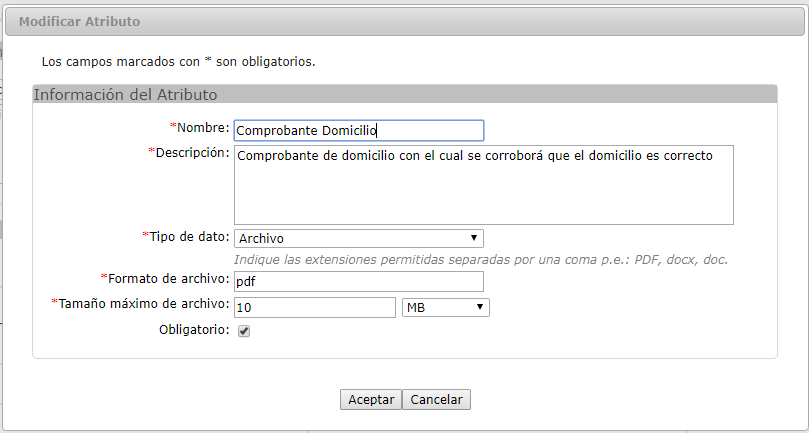 Modificar Atributo
Los campos marcados con * son obligatorios.
Información del Atributo
*Nombre: Comprobante Domicilio
*Descripción: Comprobante de domicilio con el cual se corroborá que el domicilio es correcto
*Tipo de dato: Archivo
Indique las extensiones permitidas separadas por una coma p.e.: PDF, docx, doc.
*Formato de archivo: pdf
*Tamaño máximo de archivo: 10 MB
Obligatorio:
Aceptar Cancelar